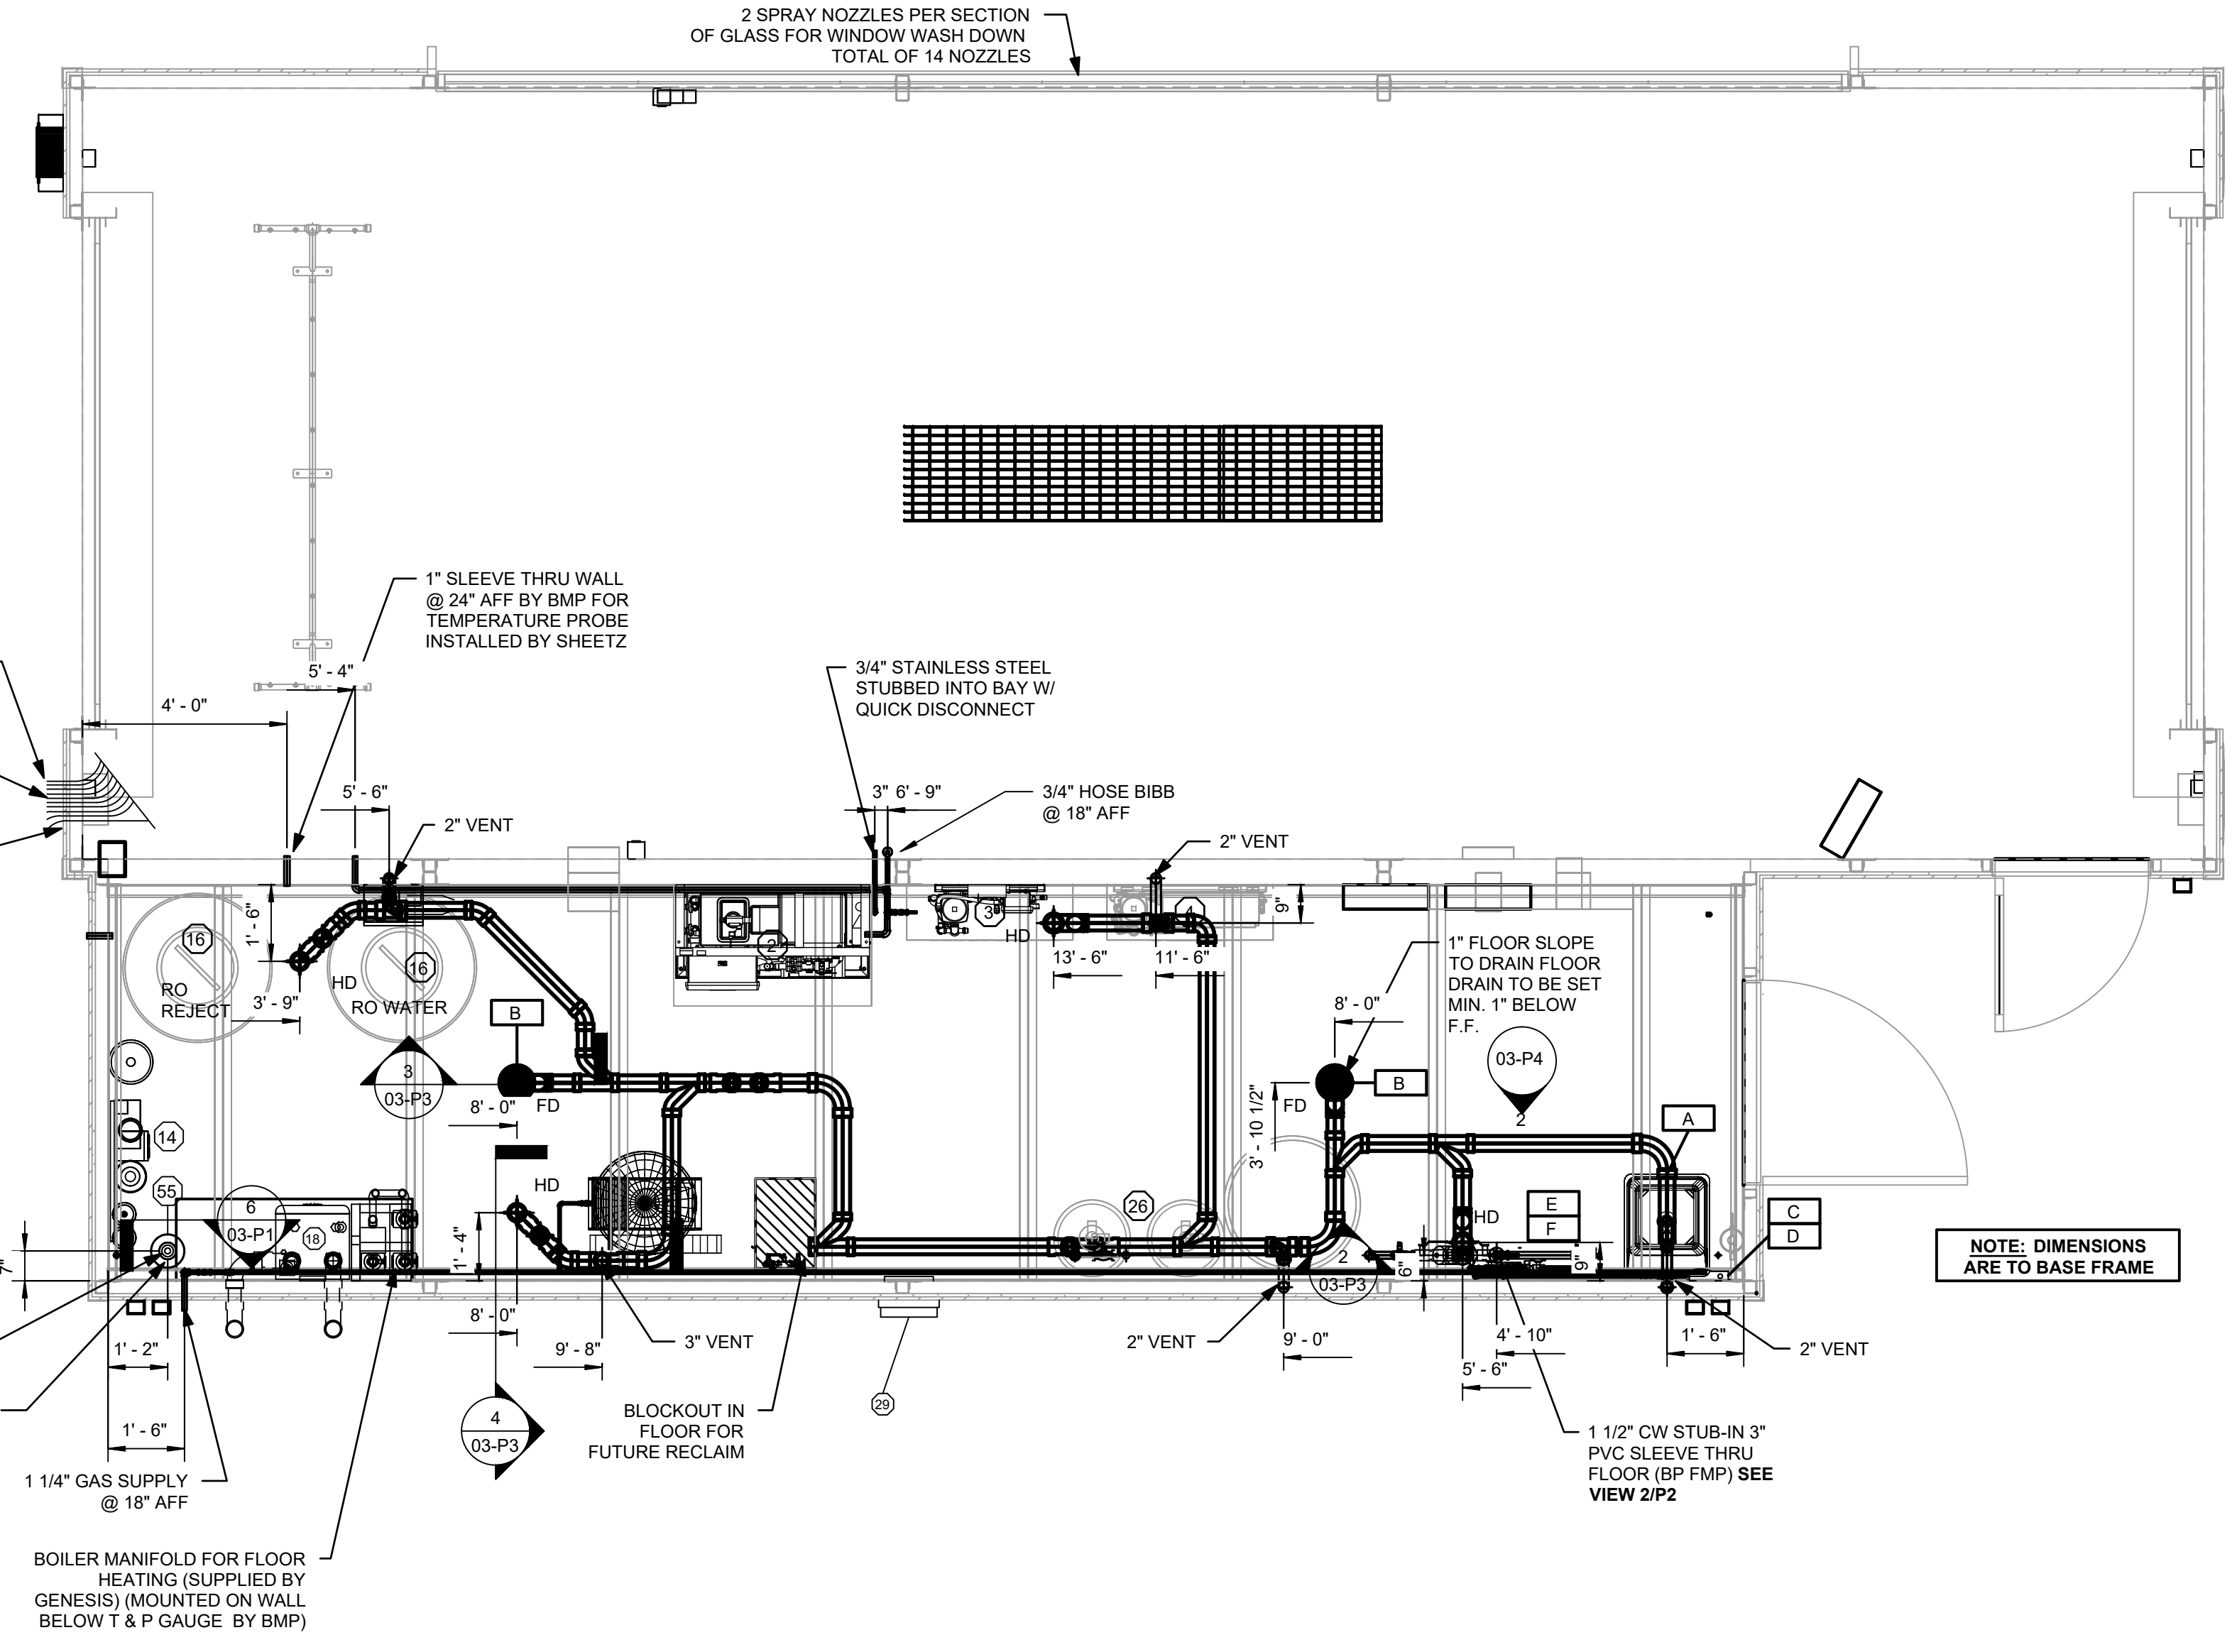 2 SPRAY NOZZLES PER SECTION
OF GLASS FOR WINDOW WASH DOWN
TOTAL OF 14 NOZZLES
1" SLEEVE THRU WALL
@ 24" AFF BY BMP FOR
TEMPERATURE PROBE
INSTALLED BY SHEETZ
5' - 4"
4' - 0"
3/4" STAINLESS STEEL
STUBBED INTO BAY W/
QUICK DISCONNECT
5' - 6"
2" VENT
3" 6' - 9"
3/4" HOSE BIBB
@ 18" AFF
2" VENT
1' - 6"
16
16
RO
REJECT
3' - 9"
HD
RO WATER
2
3
HD
4
9"
13' - 6"
11' - 6"
1" FLOOR SLOPE
TO DRAIN FLOOR
DRAIN TO BE SET
MIN. 1" BELOW
F.F.
8' - 0"
B
3
03-P3
8' - 0"
FD
3' - 10 1/2"
FD
B
03-P4
2
A
14
55
6
03-P1
18
HD
1' - 4"
26
2
03-P3
6"
HD
E
F
9"
C
D
NOTE: DIMENSIONS
ARE TO BASE FRAME
7"
1' - 2"
1' - 6"
8' - 0"
9' - 8"
3" VENT
2" VENT
9' - 0"
4' - 10"
5' - 6"
1' - 6"
2" VENT
4
03-P3
BLOCKOUT IN
FLOOR FOR
FUTURE RECLAIM
29
1 1/2" CW STUB-IN 3"
PVC SLEEVE THRU
FLOOR (BP FMP) SEE
VIEW 2/P2
1 1/4" GAS SUPPLY
@ 18" AFF
BOILER MANIFOLD FOR FLOOR
HEATING (SUPPLIED BY
GENESIS) (MOUNTED ON WALL
BELOW T & P GAUGE BY BMP)